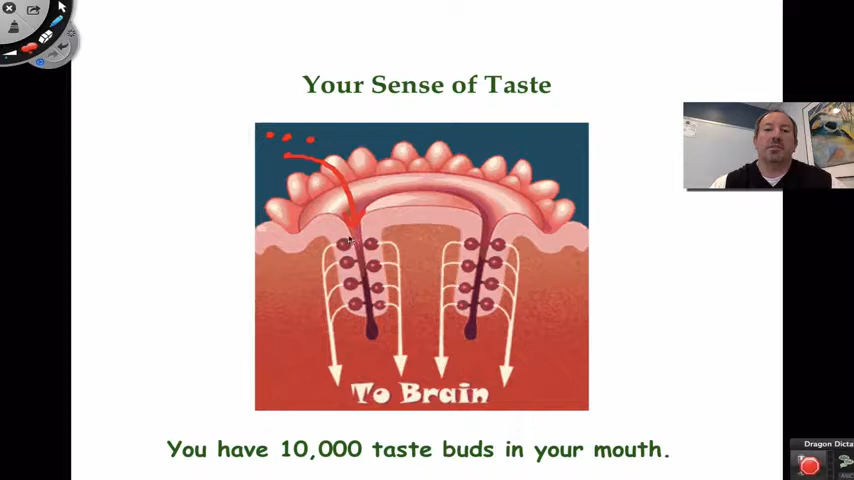 Your Sense of Taste
To Brain
You have 10,000 taste buds in your mouth.
Dragon Dicta